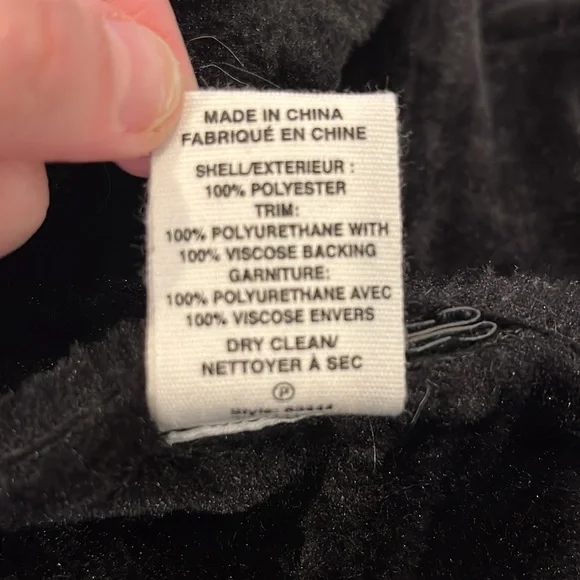 MADE IN CHINA
FABRIQUÉ EN CHINE
SHELL/EXTERIEUR :
100% POLYESTER
TRIM:
100% POLYURETHANE WITH
100% VISCOSE BACKING
GARNITURE:
100% POLYURETHANE AVEC
100% VISCOSE ENVERS
DRY CLEAN/
NETTOYER À SEC
P
Style: